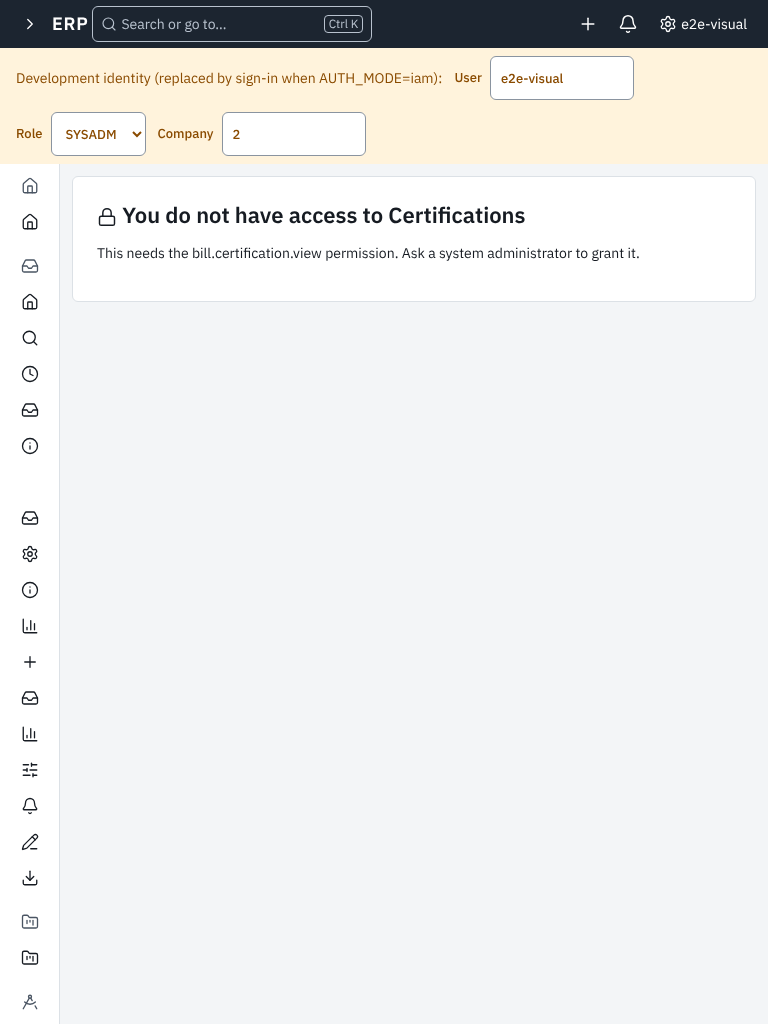 ERP Search or go to... Ctrl K e2e-visual
Development identity (replaced by sign-in when AUTH_MODE=iam): User e2e-visual
Role SYSADM Company 2
You do not have access to Certifications
This needs the bill.certification.view permission. Ask a system administrator to grant it.